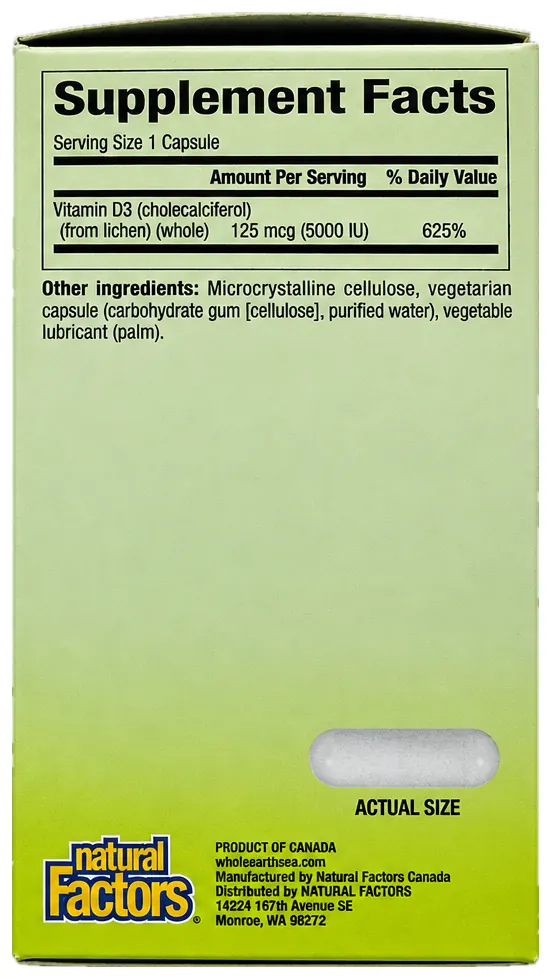 Supplement Facts
Serving Size 1 Capsule
Amount Per Serving % Daily Value
Vitamin D3 (cholecalciferol)
(from lichen) (whole) 125 mcg (5000 IU) 625%
Other ingredients: Microcrystalline cellulose, vegetarian
capsule (carbohydrate gum [cellulose], purified water), vegetable
lubricant (palm).
ACTUAL SIZE
natural
Factors®
PRODUCT OF CANADA
wholeearthsea.com
Manufactured by Natural Factors Canada
Distributed by NATURAL FACTORS
14224 167th Avenue SE
Monroe, WA 98272